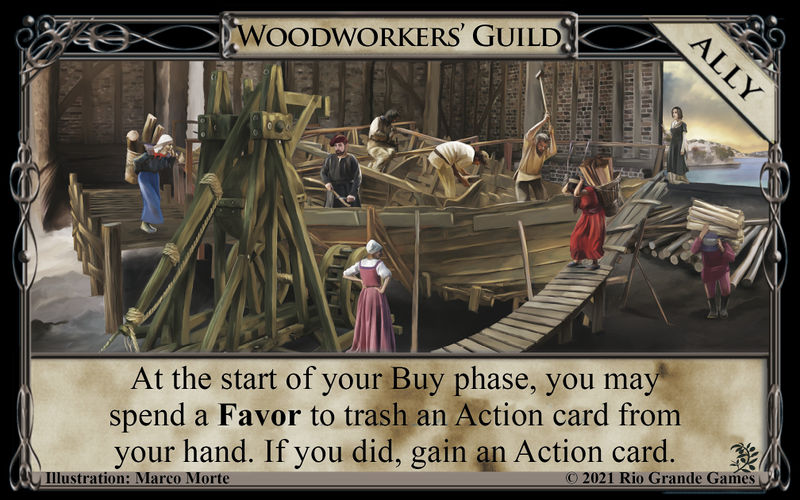 WOODWORKERS' GUILD
ALLY
At the start of your Buy phase, you may
spend a Favor to trash an Action card from
your hand. If you did, gain an Action card.
Illustration: Marco Morte
© 2021 Rio Grande Games